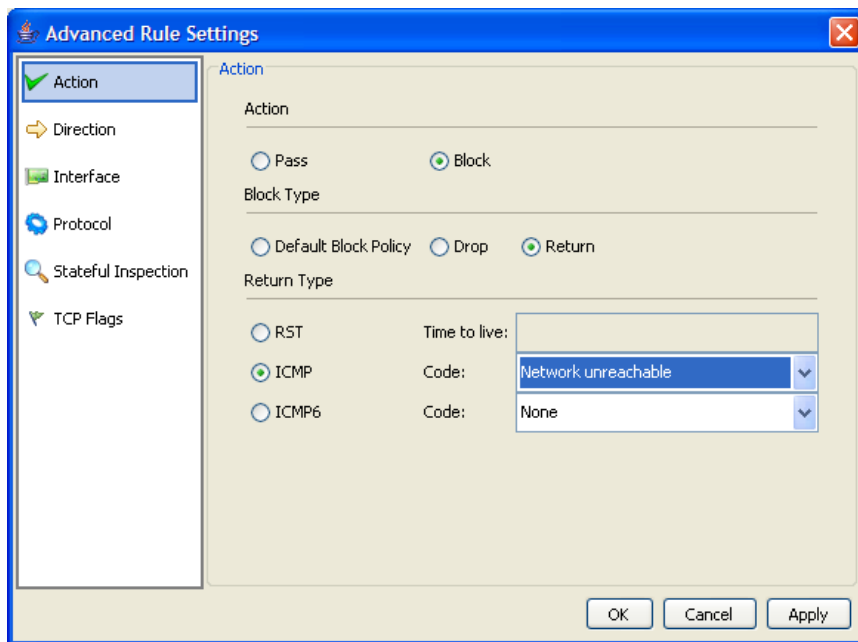 Advanced Rule Settings
Action
Direction
Interface
Protocol
Stateful Inspection
TCP Flags
Action
Action
Pass Block
Block Type
Default Block Policy Drop Return
Return Type
RST Time to live:
ICMP Code: Network unreachable
ICMP6 Code: None
OK Cancel Apply